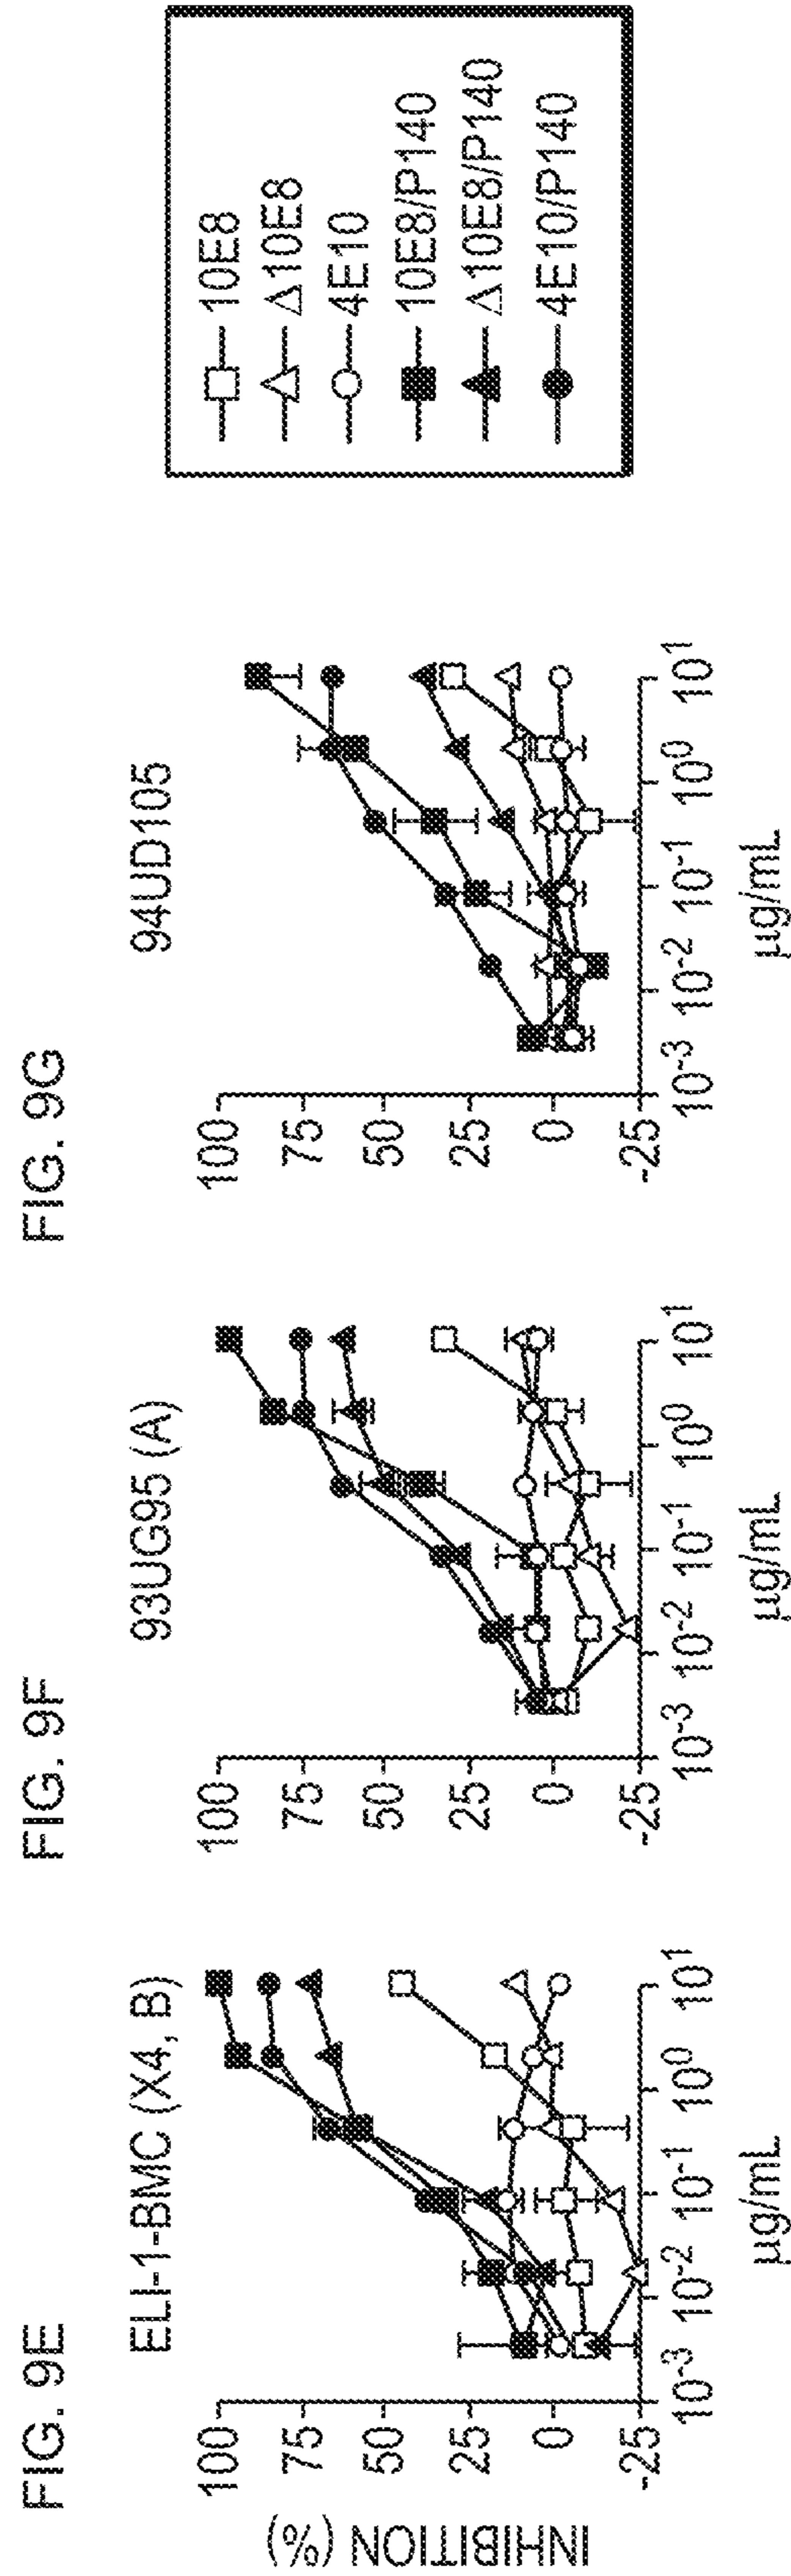 FIG. 9E
ELI-1-BMC (X4, B)
INHIBITION (%)
100
75
50
25
0
-25
10-3
10-2
10-1
100
101
µg/mL
FIG. 9F
93UG95 (A)
100
75
50
25
0
-25
10-3
10-2
10-1
100
101
µg/mL
FIG. 9G
94UD105
100
75
50
25
0
-25
10-3
10-2
10-1
100
101
µg/mL
10E8
Δ10E8
4E10
10E8/P140
Δ10E8/P140
4E10/P140